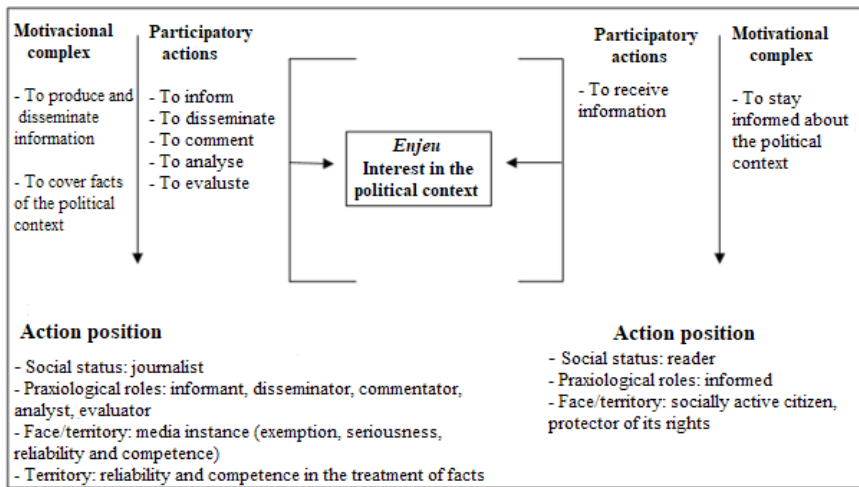 Motivacional
complex
- To produce and
disseminate
information
- To cover facts
of the political
context
Participatory
actions
- To inform
- To disseminate
- To comment
- To analyse
- To evaluste
Enjeu
Interest in the
political context
Participatory
actions
- To receive
information
Motivational
complex
- To stay
informed about
the political
context
Action position
- Social status: journalist
- Praxiological roles: informant, disseminator, commentator,
analyst, evaluator
- Face/territory: media instance (exemption, seriousness,
reliability and competence)
- Territory: reliability and competence in the treatment of facts
Action position
- Social status: reader
- Praxiological roles: informed
- Face/territory: socially active citizen,
protector of its rights